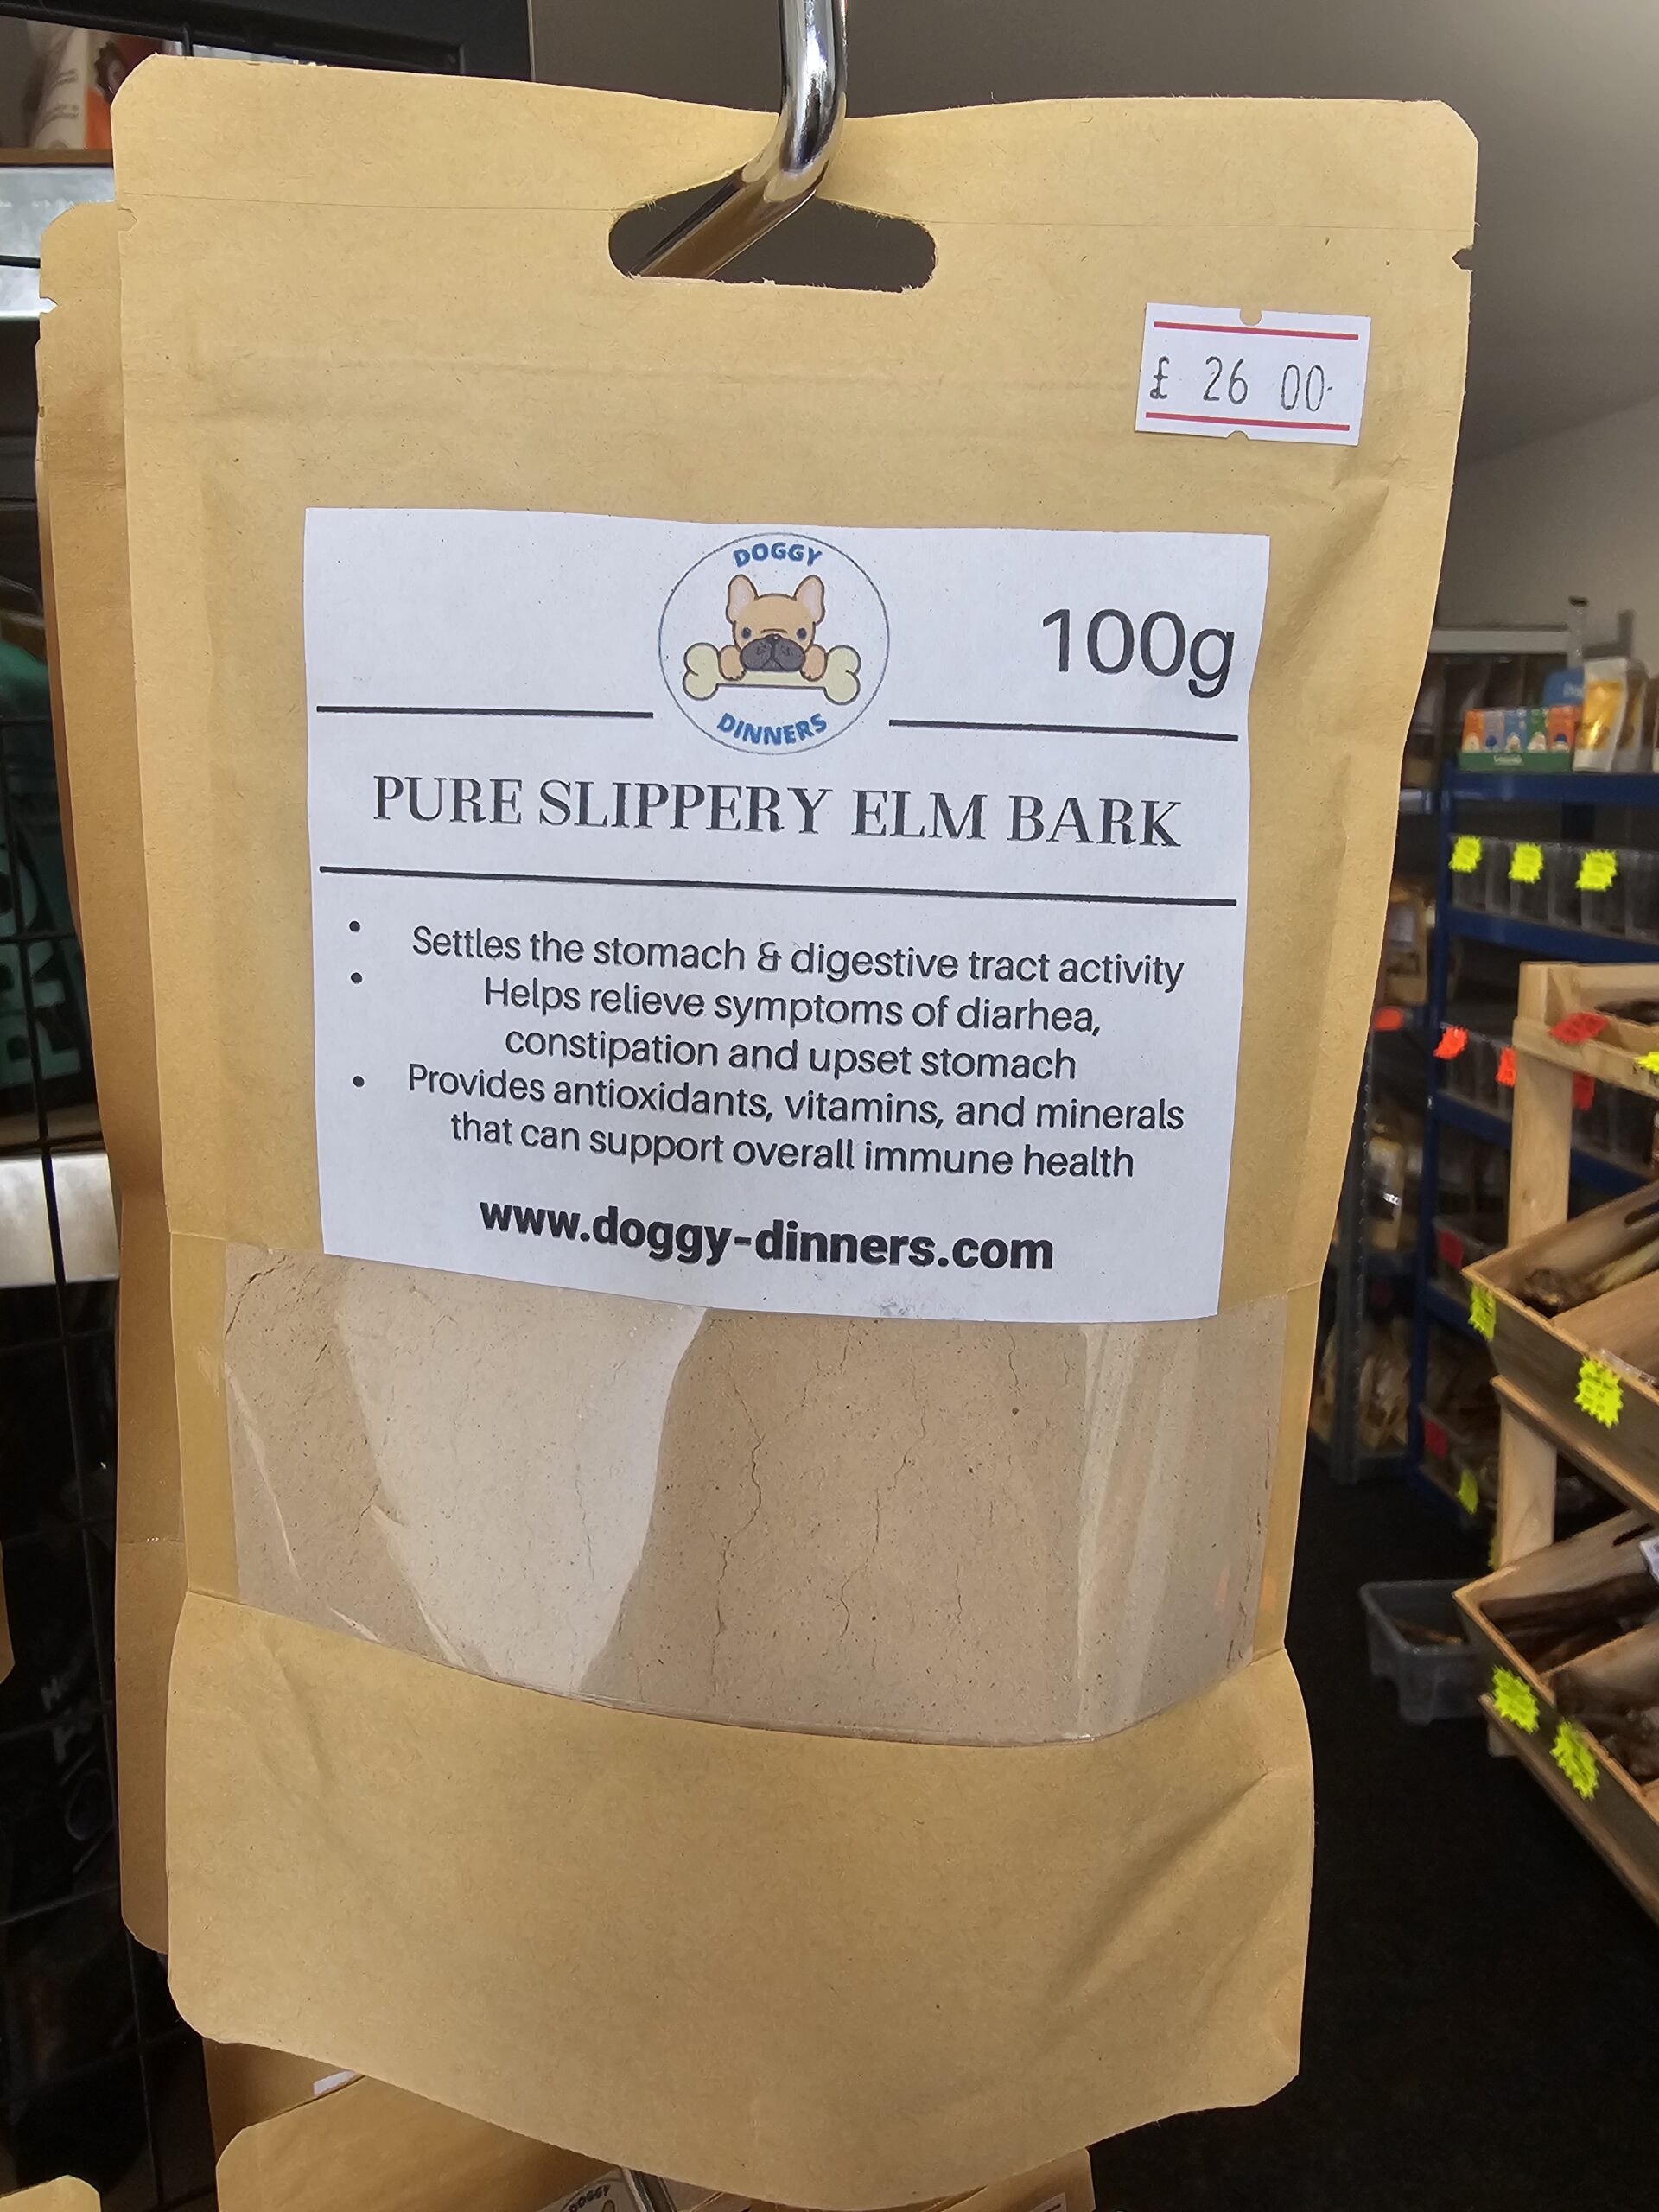 £ 26 00
DOGGY
DINNERS
100g
PURE SLIPPERY ELM BARK
• Settles the stomach & digestive tract activity
• Helps relieve symptoms of diarhea,
constipation and upset stomach
• Provides antioxidants, vitamins, and minerals
that can support overall immune health
www.doggy-dinners.com
DOGGY